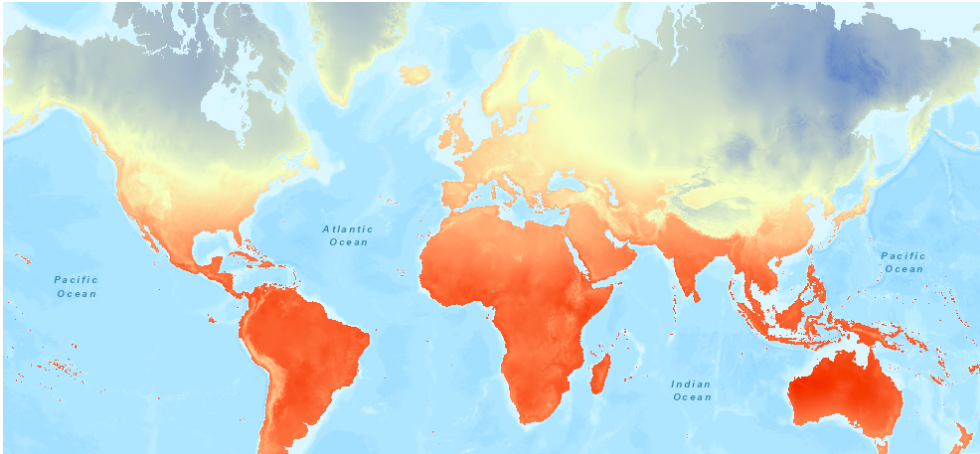 Atlantic
Ocean
Pacific
Ocean
Pacific
Ocean
Indian
Ocean